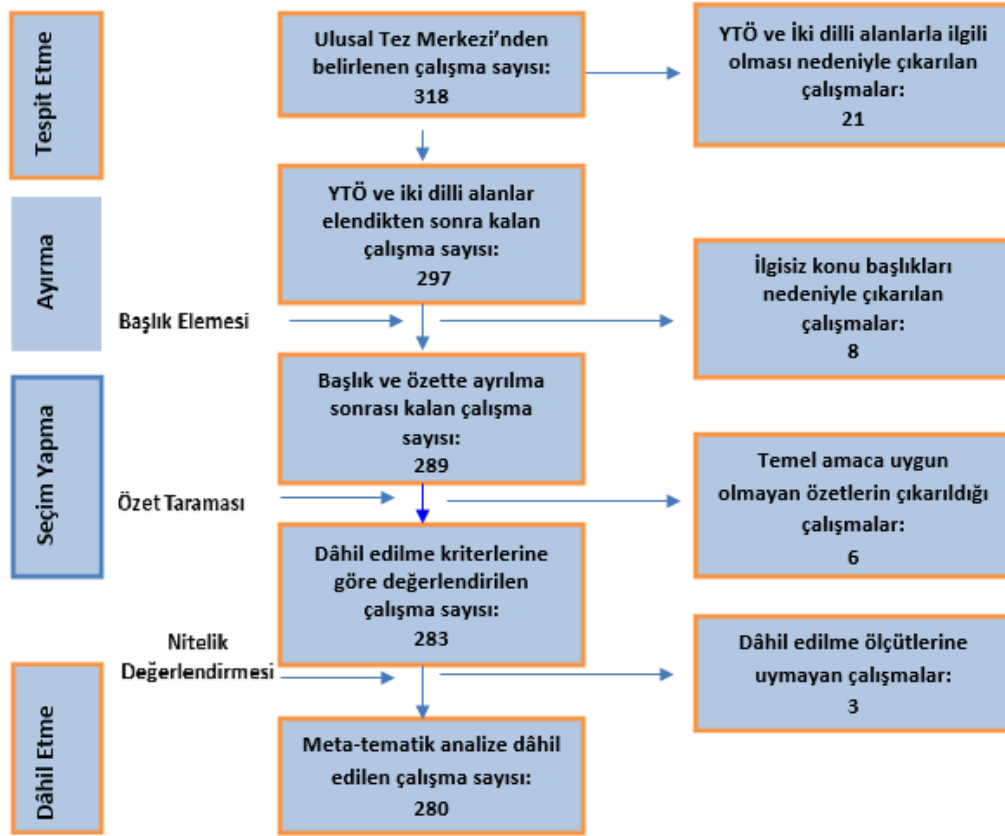 Tespit Etme
Ulusal Tez Merkezi'nden
belirlenen çalışma sayısı:
318
YTÖ ve İki dilli alanlarla ilgili
olması nedeniyle çıkarılan
çalışmalar:
21
Ayırma
YTÖ ve iki dilli alanlar
elendikten sonra kalan
çalışma sayısı:
297
Başlık Elemesi
İlgisiz konu başlıkları
nedeniyle çıkarılan
çalışmalar:
8
Seçim Yapma
Başlık ve özette ayrılma
sonrası kalan çalışma
sayısı:
289
Özet Taraması
Temel amaca uygun
olmayan özetlerin çıkarıldığı
çalışmalar:
6
Dâhil edilme kriterlerine
göre değerlendirilen
çalışma sayısı:
283
Nitelik
Değerlendirmesi
Dâhil edilme ölçütlerine
uymayan çalışmalar:
3
Dâhil Etme
Meta-tematik analize dâhil
edilen çalışma sayısı:
280